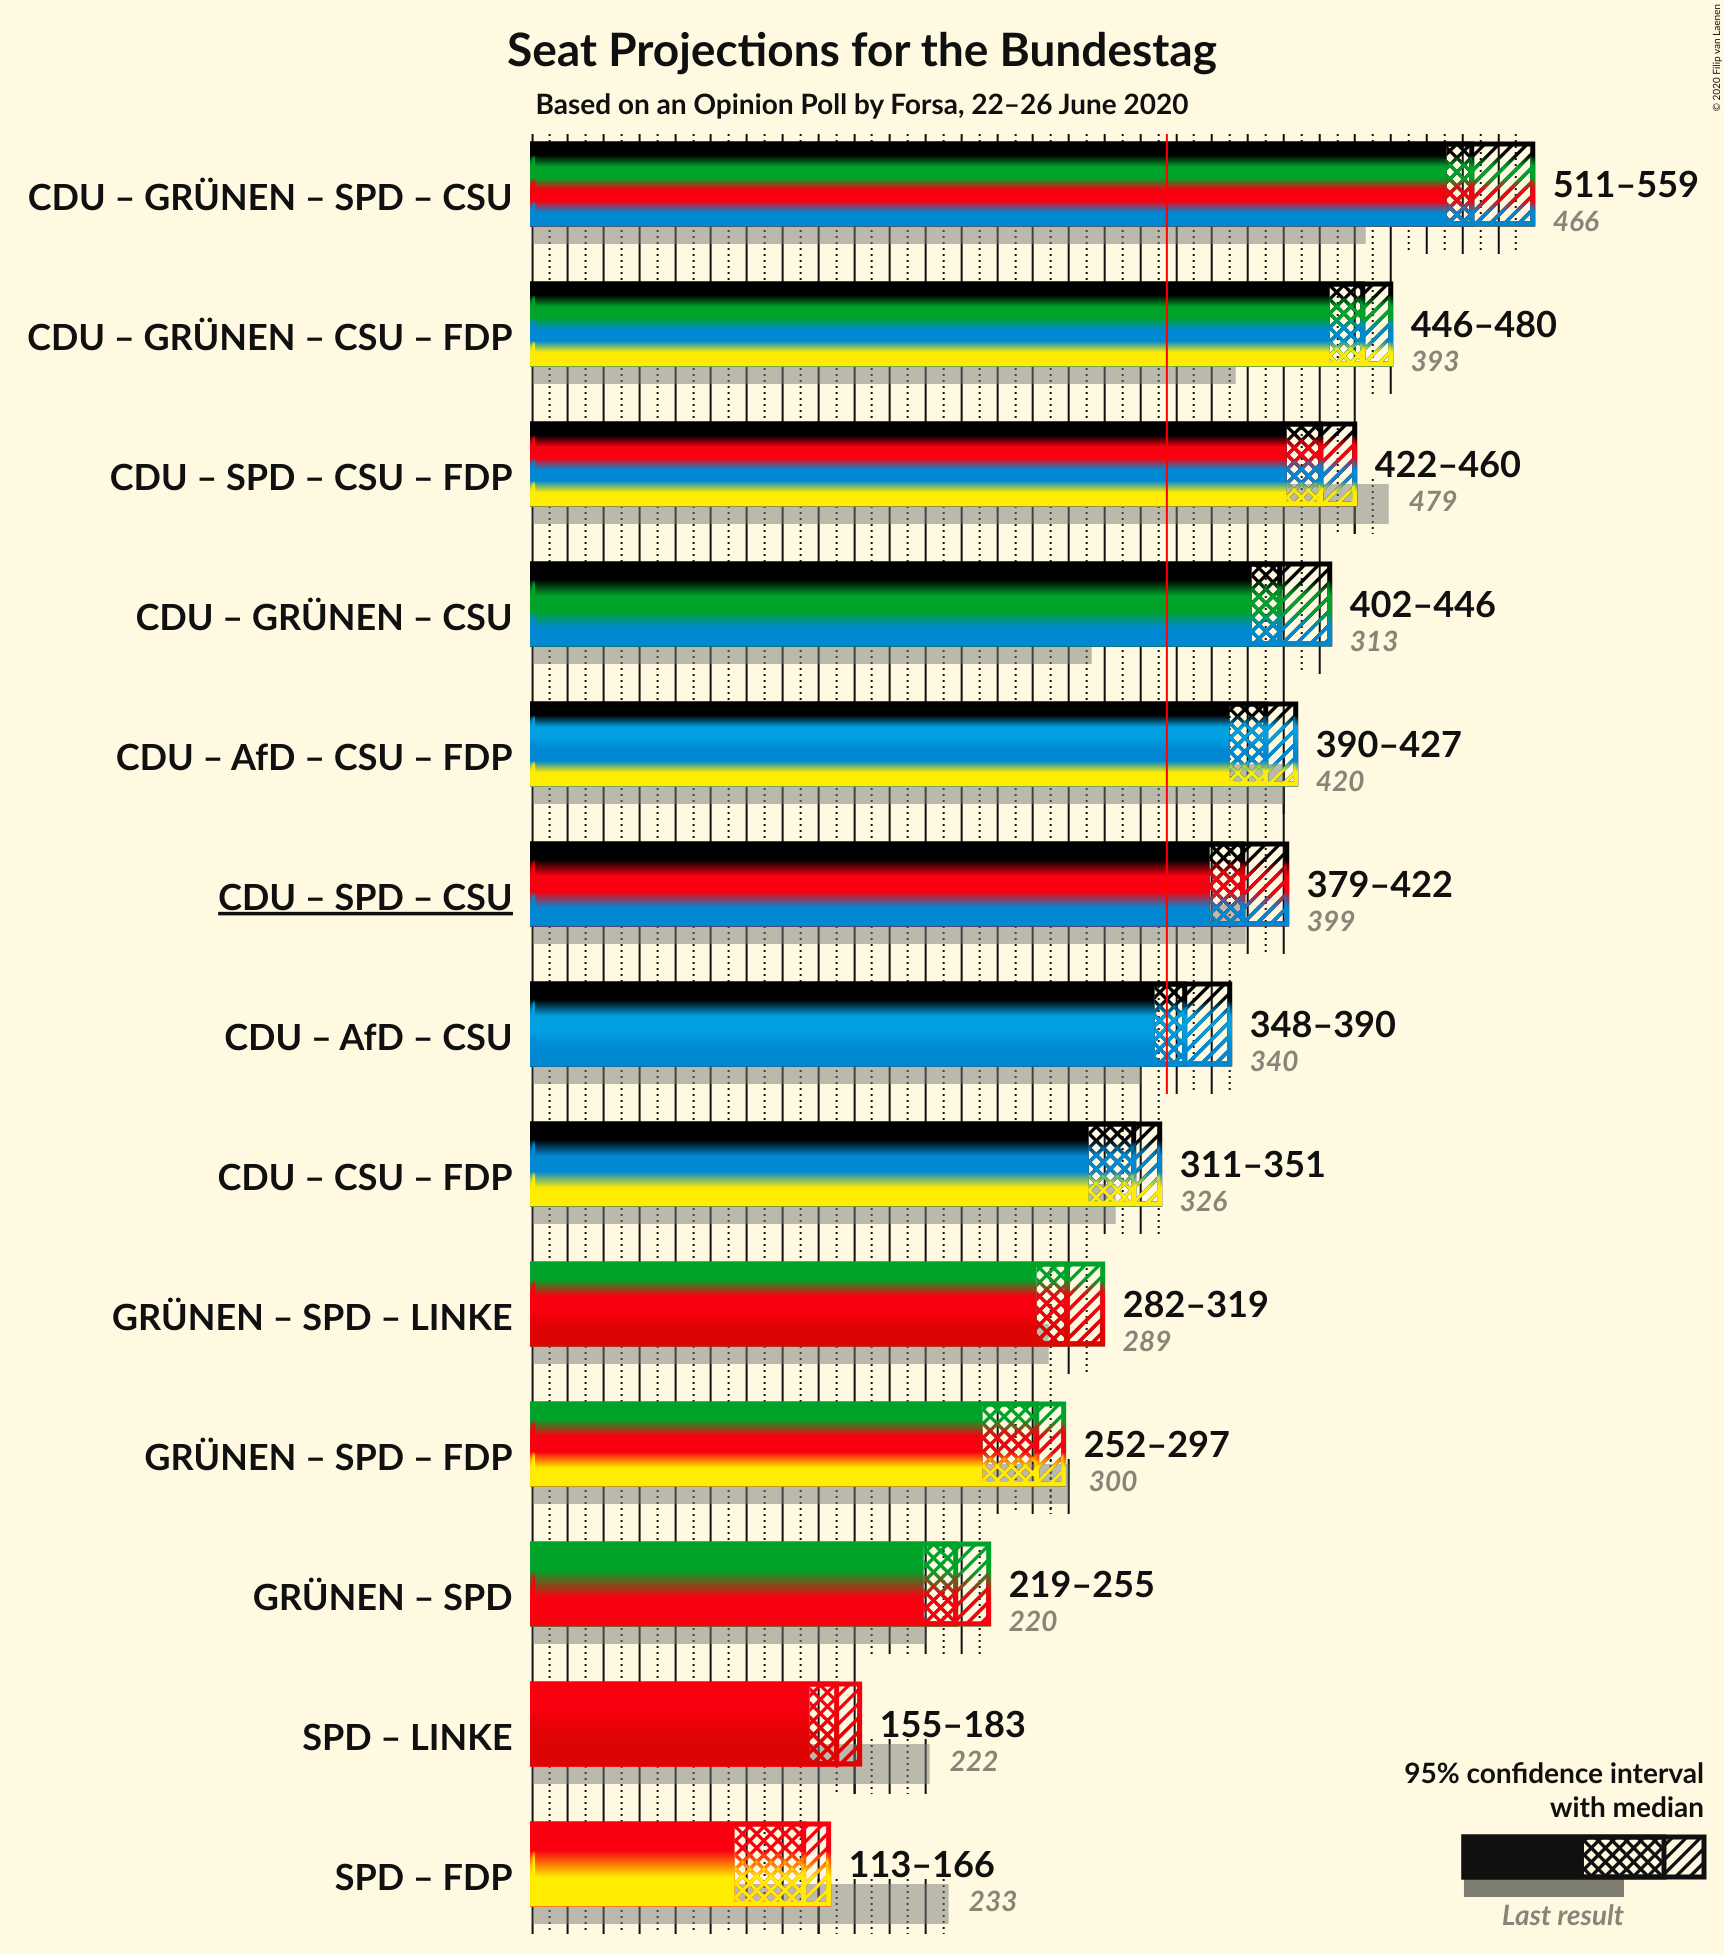 © 2020 Filip van Laenen
Seat Projections for the Bundestag
Based on an Opinion Poll by Forsa, 22–26 June 2020
CDU – GRÜNEN – SPD – CSU
511–559
466
CDU – GRÜNEN – CSU – FDP
446–480
393
CDU – SPD – CSU – FDP
422–460
479
CDU – GRÜNEN – CSU
402–446
313
CDU – AfD – CSU – FDP
390–427
420
CDU – SPD – CSU
379–422
399
CDU – AfD – CSU
348–390
340
CDU – CSU – FDP
311–351
326
GRÜNEN – SPD – LINKE
282–319
289
GRÜNEN – SPD – FDP
252–297
300
GRÜNEN – SPD
219–255
220
SPD – LINKE
155–183
222
SPD – FDP
113–166
233
95% confidence interval
with median
Last result